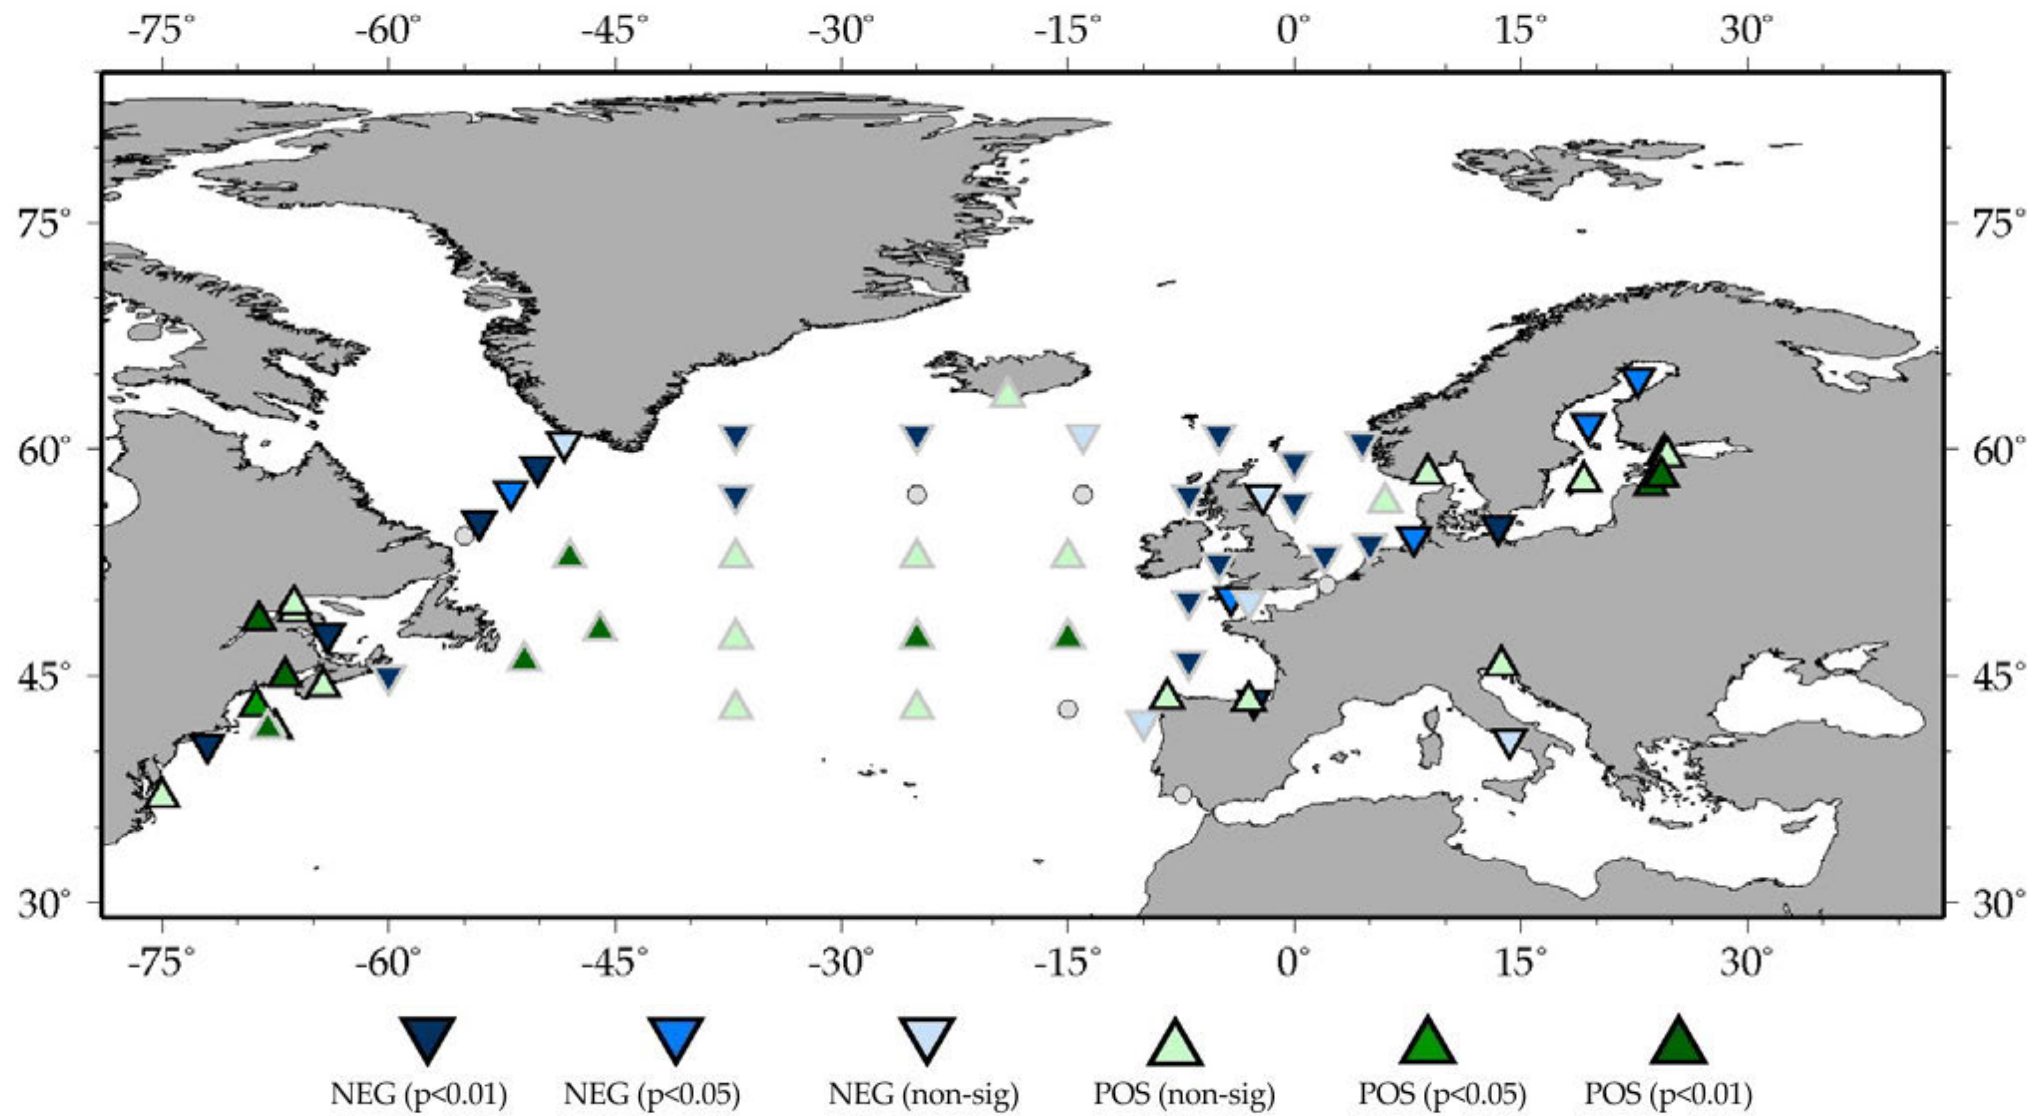 -75° -60° -45° -30° -15° 0° 15° 30°
75° 75°
60° 60°
45° 45°
30° 30°
-75° -60° -45° -30° -15° 0° 15° 30°
NEG (p<0.01) NEG (p<0.05) NEG (non-sig) POS (non-sig) POS (p<0.05) POS (p<0.01)